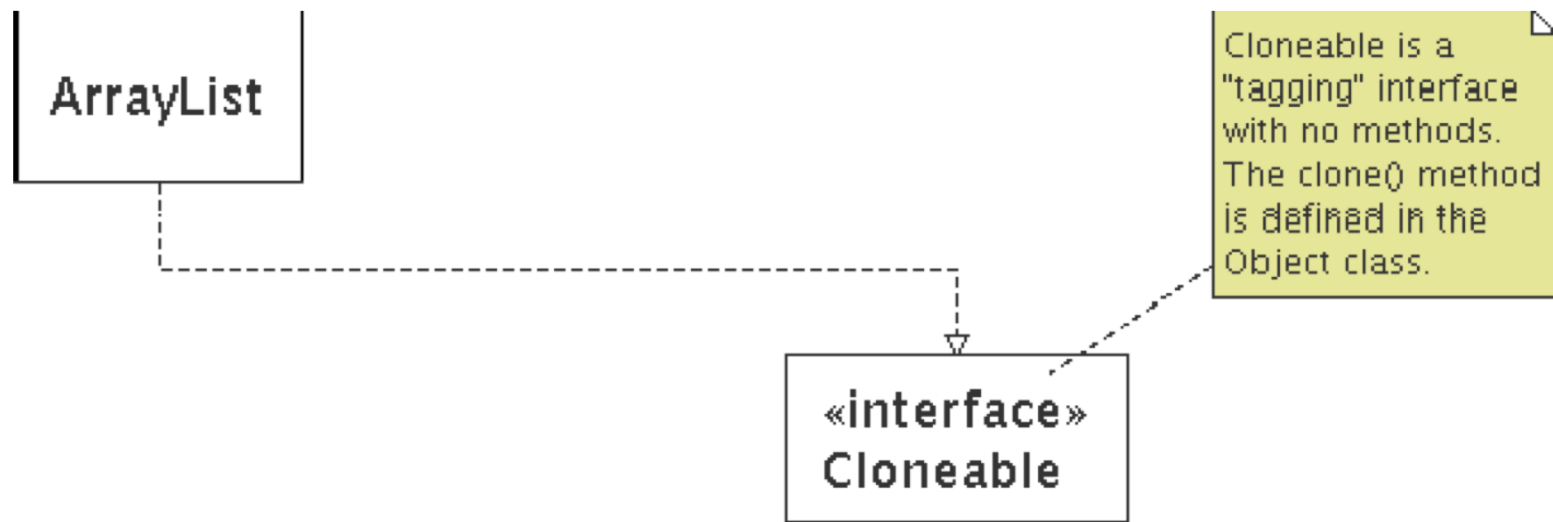 ArrayList
Cloneable is a
"tagging" interface
with no methods.
The clone() method
is defined in the
Object class.
«interface»
Cloneable